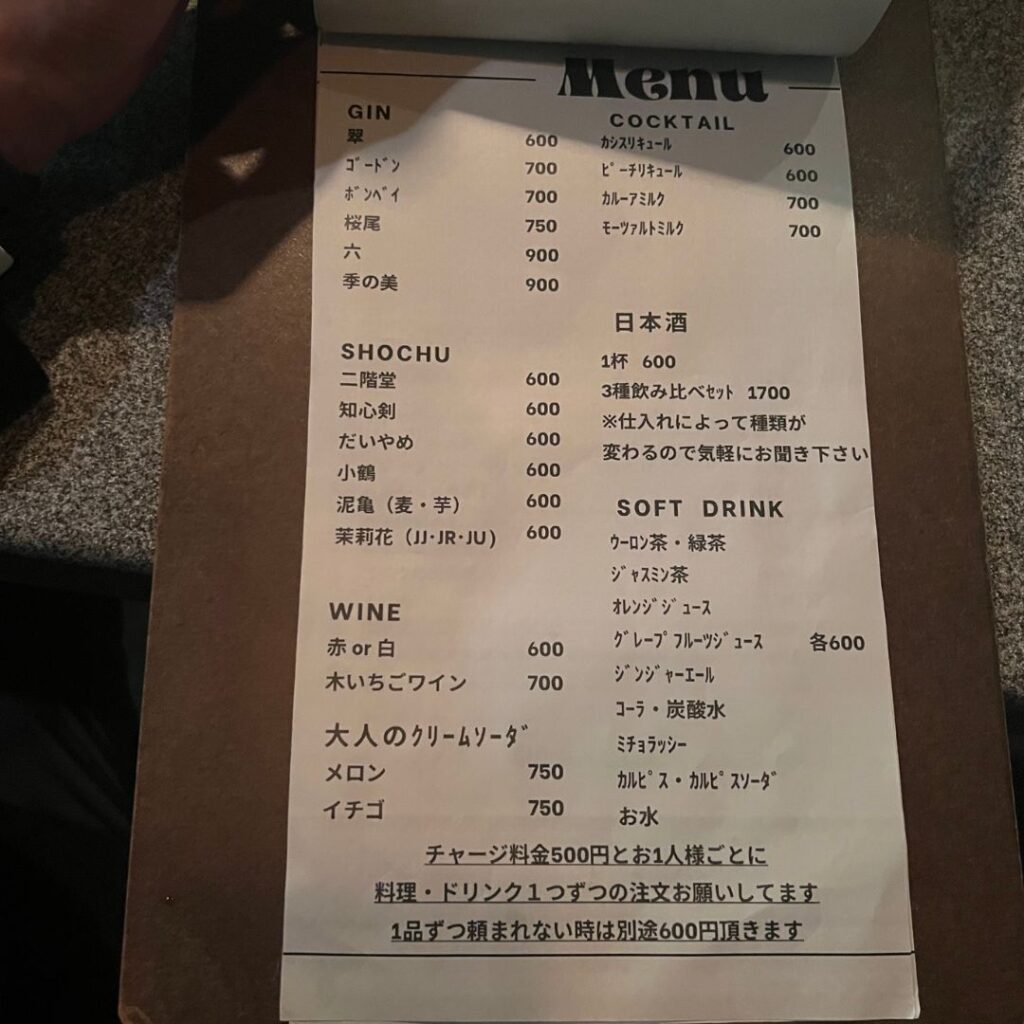 Menu
GIN
翠 600
ｺﾞｰﾄﾞﾝ 700
ﾎﾞﾝﾍﾞｲ 700
桜尾 750
六 900
季の美 900
SHOCHU
二階堂 600
知心剣 600
だいやめ 600
小鶴 600
泥亀（麦・芋） 600
茉莉花（JJ･JR･JU) 600
WINE
赤 or 白 600
木いちごワイン 700
大人のｸﾘｰﾑｿｰﾀﾞ
メロン 750
イチゴ 750
COCKTAIL
ｶｼｽﾘｷｭｰﾙ 600
ﾋﾟｰﾁﾘｷｭｰﾙ 600
ｶﾙｰｱﾐﾙｸ 700
ﾓｰﾂｧﾙﾄﾐﾙｸ 700
日本酒
1杯 600
3種飲み比べｾｯﾄ 1700
※仕入れによって種類が
変わるので気軽にお聞き下さい
SOFT DRINK
ｳｰﾛﾝ茶・緑茶
ｼﾞｬｽﾐﾝ茶
ｵﾚﾝｼﾞｼﾞｭｰｽ
ｸﾞﾚｰﾌﾟﾌﾙｰﾂｼﾞｭｰｽ 各600
ｼﾞﾝｼﾞｬｰｴｰﾙ
ｺｰﾗ・炭酸水
ﾐﾁｮﾗｯｼｰ
ｶﾙﾋﾟｽ・ｶﾙﾋﾟｽｿｰﾀﾞ
お水
チャージ料金500円とお1人様ごとに
料理・ドリンク１つずつの注文お願いしてます
1品ずつ頼まれない時は別途600円頂きます